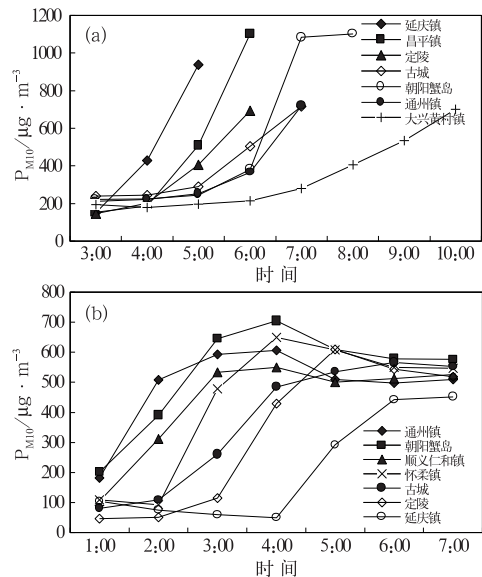 (a)
1200
1000
800
600
400
200
0
P_M10/μg · m⁻³
3:00 4:00 5:00 6:00 7:00 8:00 9:00 10:00
时 间
延庆镇
昌平镇
定陵
古城
朝阳蟹岛
通州镇
大兴黄村镇
(b)
800
700
600
500
400
300
200
100
0
P_M10/μg · m⁻³
1:00 2:00 3:00 4:00 5:00 6:00 7:00
时 间
通州镇
朝阳蟹岛
顺义仁和镇
怀柔镇
古城
定陵
延庆镇